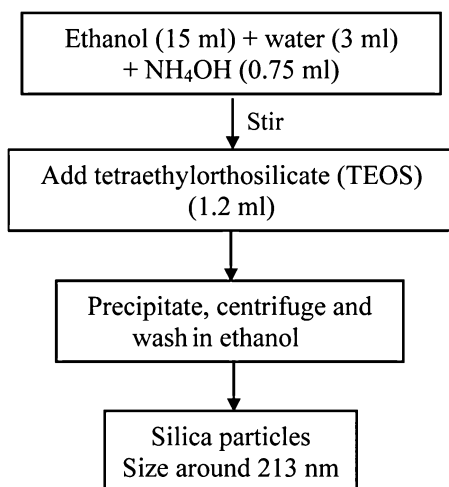 Ethanol (15 ml) + water (3 ml)
+ NH₄OH (0.75 ml)
Stir
Add tetraethylorthosilicate (TEOS)
(1.2 ml)
Precipitate, centrifuge and
wash in ethanol
Silica particles
Size around 213 nm